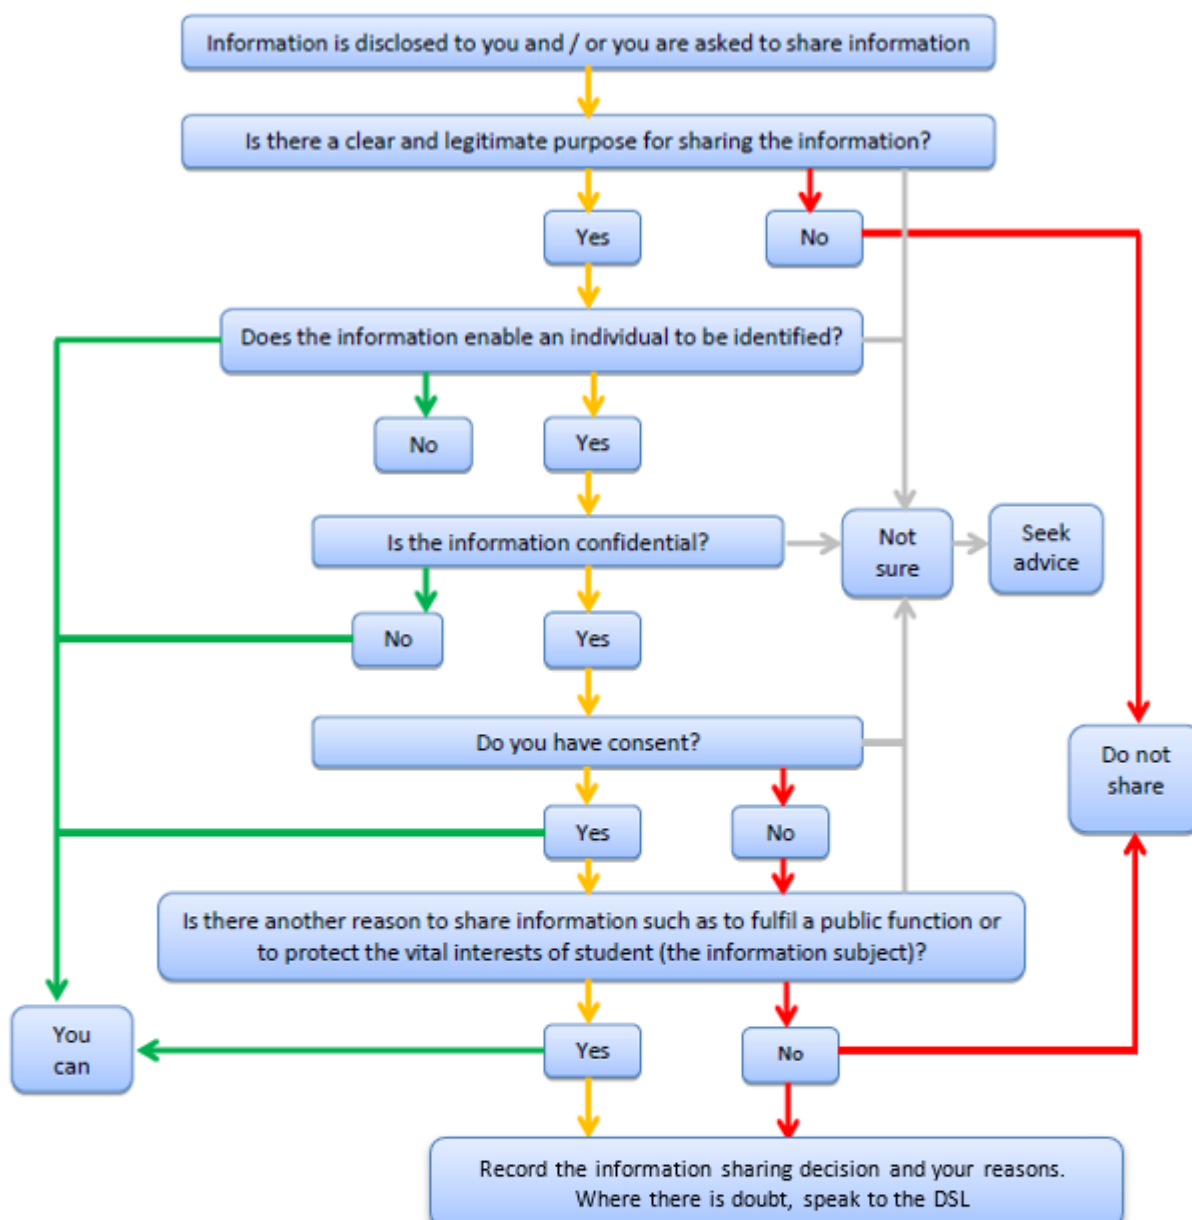 Information is disclosed to you and / or you are asked to share information
Is there a clear and legitimate purpose for sharing the information?
Yes
No
Does the information enable an individual to be identified?
No
Yes
Is the information confidential?
Not
sure
Seek
advice
No
Yes
Do you have consent?
Do not
share
Yes
No
Is there another reason to share information such as to fulfil a public function or
to protect the vital interests of student (the information subject)?
You
can
Yes
No
Record the information sharing decision and your reasons.
Where there is doubt, speak to the DSL